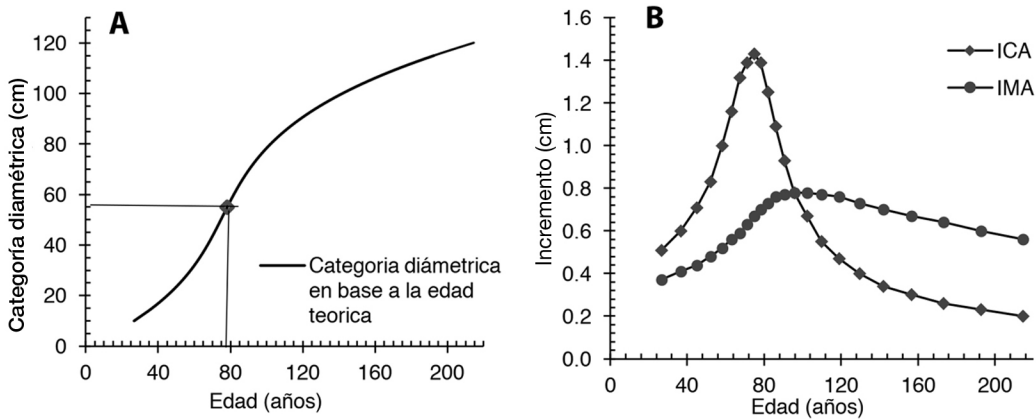 A
Categoría diamétrica (cm)
120
100
80
60
40
20
0
0 40 80 120 160 200
Edad (años)
Categoria diámetrica
en base a la edad
teorica
B
Incremento (cm)
1.6
1.4
1.2
1.0
0.8
0.6
0.4
0.2
0.0
0 40 80 120 160 200
Edad (años)
ICA
IMA